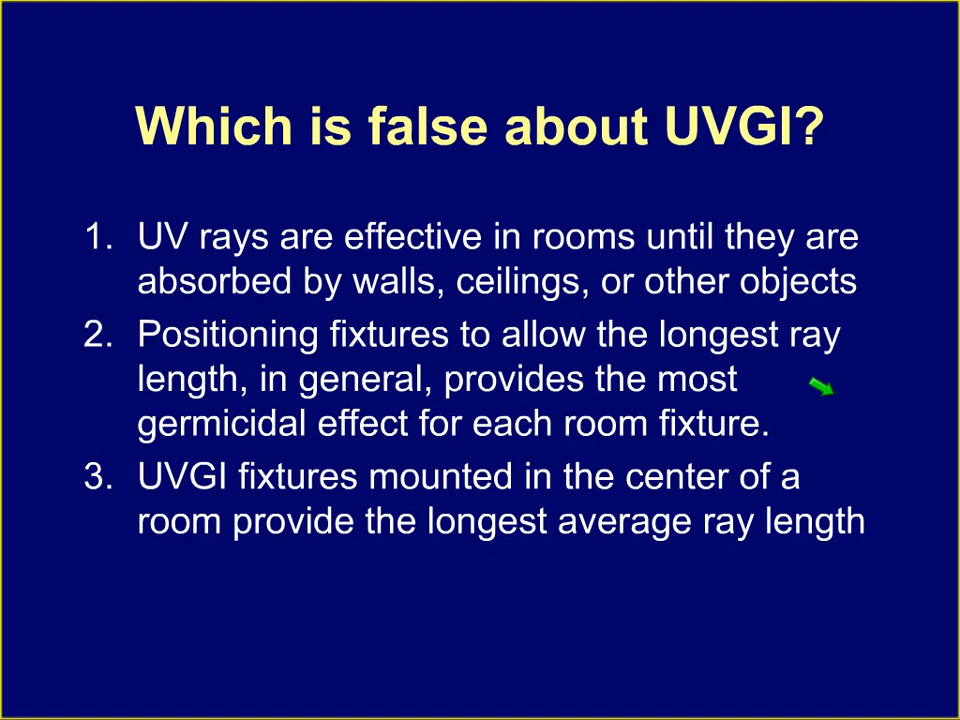 Which is false about UVGI?
1. UV rays are effective in rooms until they are
absorbed by walls, ceilings, or other objects
2. Positioning fixtures to allow the longest ray
length, in general, provides the most
germicidal effect for each room fixture.
3. UVGI fixtures mounted in the center of a
room provide the longest average ray length